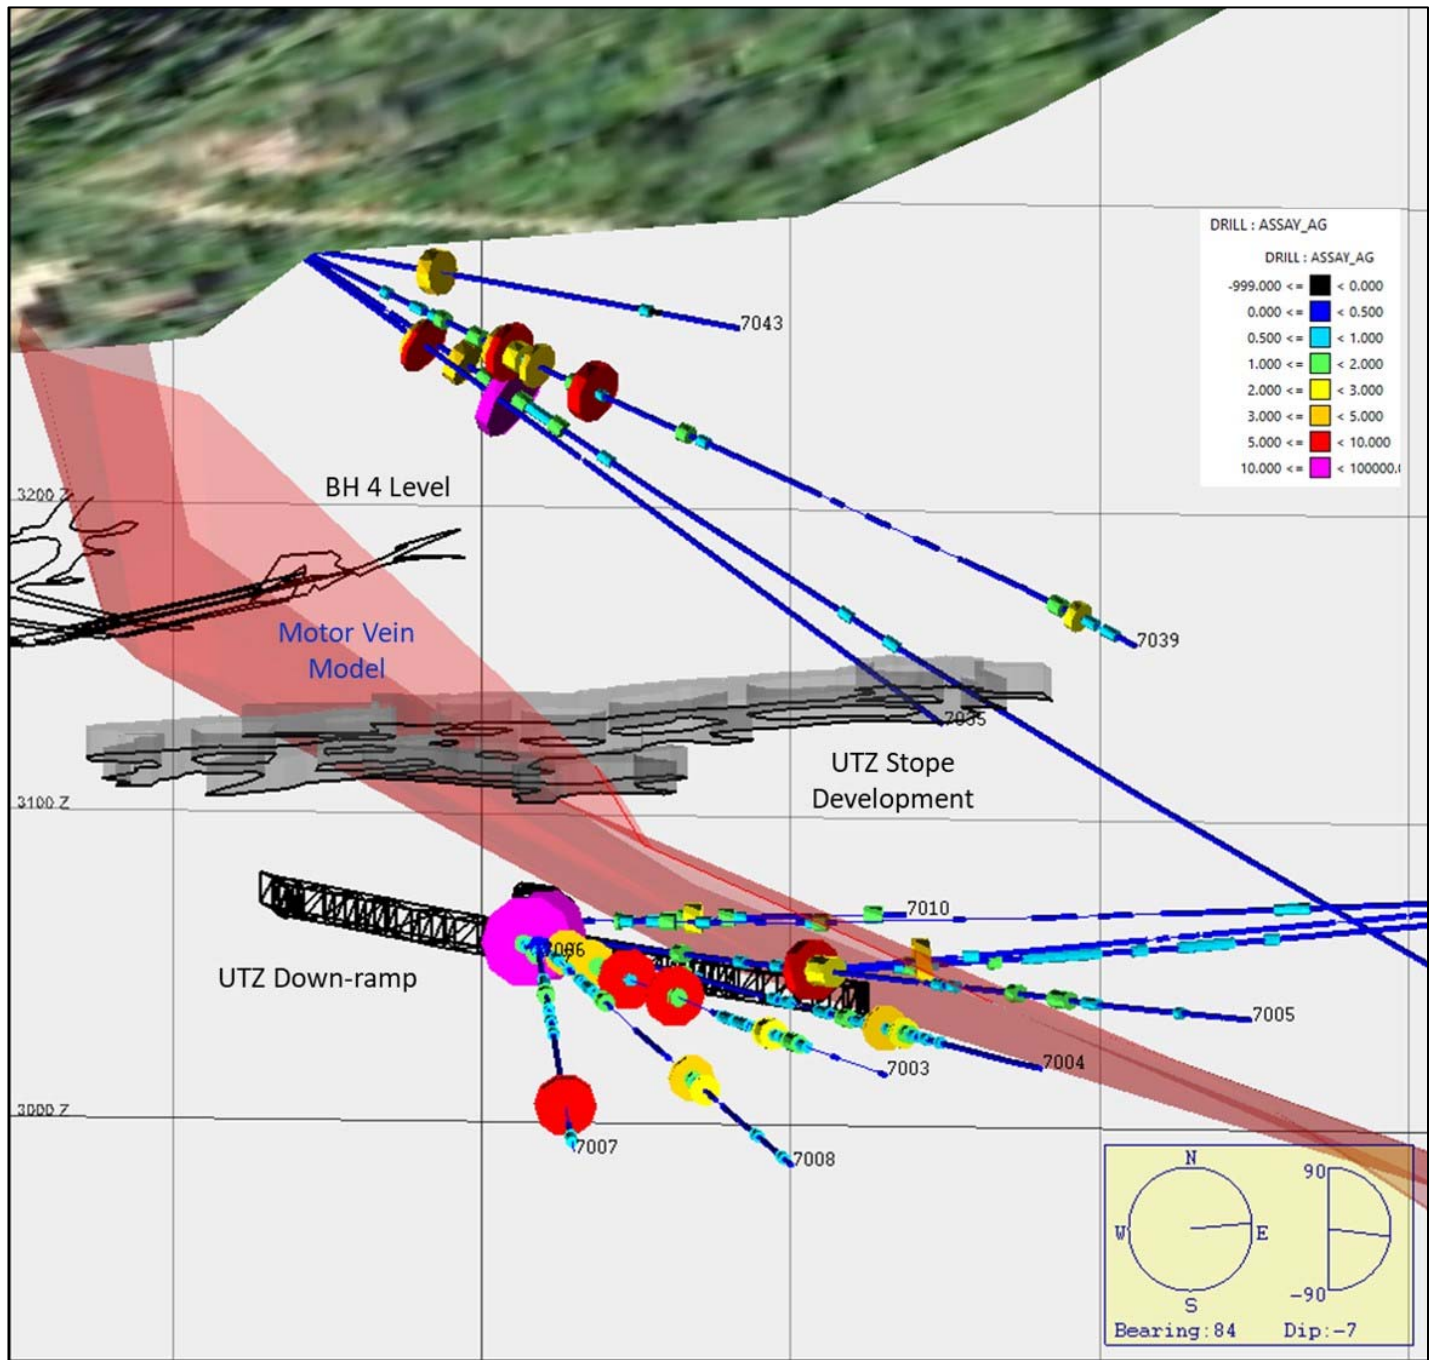 DRILL : ASSAY_AG
DRILL : ASSAY_AG
-999.000 <= < 0.000
0.000 <= < 0.500
0.500 <= < 1.000
1.000 <= < 2.000
2.000 <= < 3.000
3.000 <= < 5.000
5.000 <= < 10.000
10.000 <= < 100000.
7043
BH 4 Level
3200 Z
Motor Vein
Model
7039
7035
UTZ Stope
Development
3100 Z
7010
7006
UTZ Down-ramp
7005
7004
7003
3000 Z
7007
7008
N
W
E
S
90
-90
Bearing:84
Dip:-7